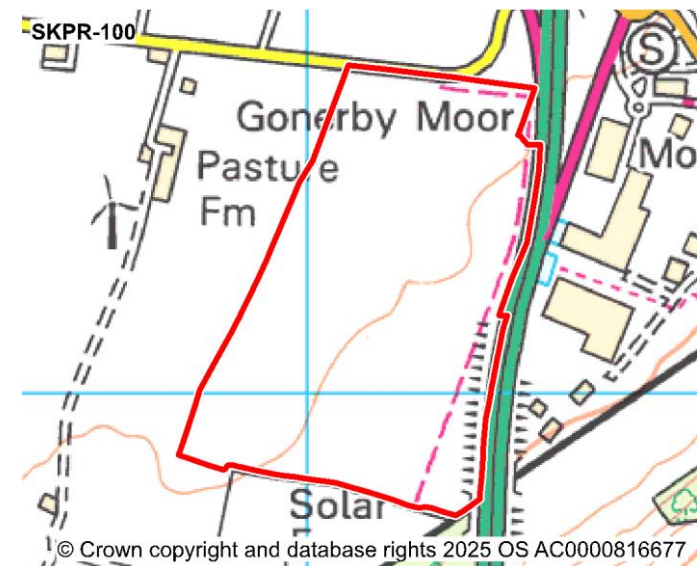 SKPR-100
S
Gonerby Moor
Mo
Pasture
Fm
Solar
© Crown copyright and database rights 2025 OS AC0000816677